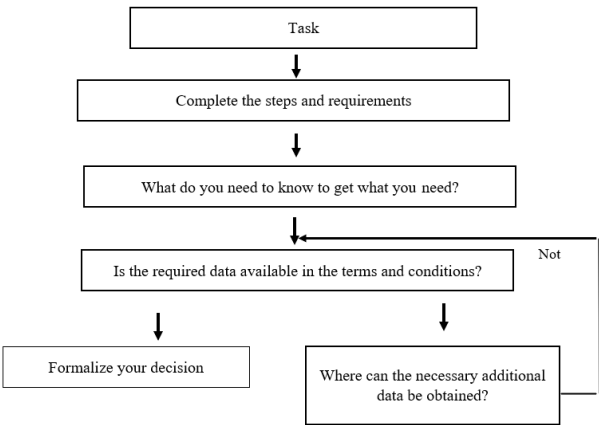 Task
Complete the steps and requirements
What do you need to know to get what you need?
Not
Is the required data available in the terms and conditions?
Formalize your decision
Where can the necessary additional
data be obtained?